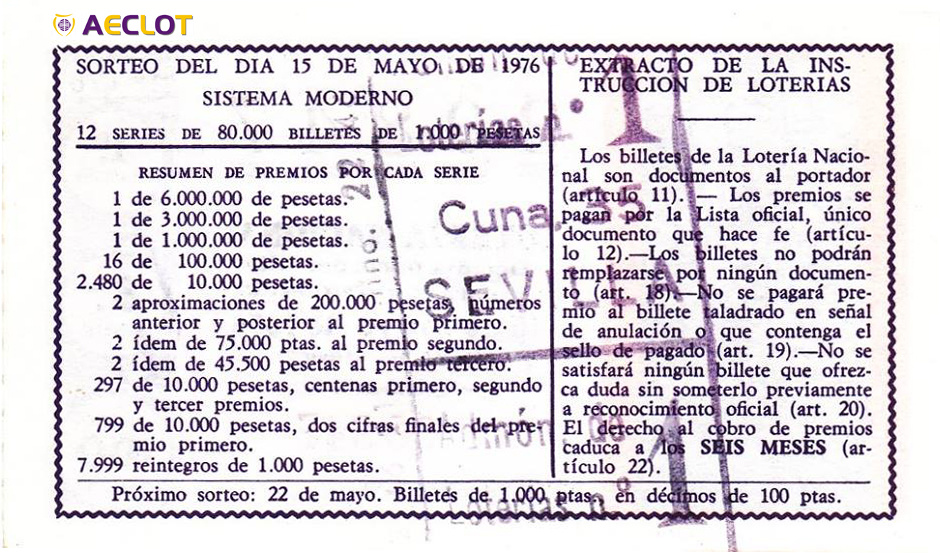 AECLOT
SORTEO DEL DIA 15 DE MAYO DE 1976
SISTEMA MODERNO
12 SERIES DE 80.000 BILLETES DE 1.000 PESETAS
RESUMEN DE PREMIOS POR CADA SERIE
1 de 6.000.000 de pesetas.
1 de 3.000.000 de pesetas.
1 de 1.000.000 de pesetas.
16 de 100.000 pesetas.
2.480 de 10.000 pesetas.
2 aproximaciones de 200.000 pesetas, números
anterior y posterior al premio primero.
2 ídem de 75.000 ptas. al premio segundo.
2 ídem de 45.500 pesetas al premio tercero.
297 de 10.000 pesetas, centenas primero, segundo
y tercer premios.
799 de 10.000 pesetas, dos cifras finales del pre-
mio primero.
7.999 reintegros de 1.000 pesetas.
EXTRACTO DE LA INS-
TRUCCION DE LOTERIAS
Los billetes de la Lotería Nacio-
nal son documentos al portador
(artículo 11). — Los premios se
pagan por la Lista oficial, único
documento que hace fe (artícu-
lo 12).—Los billetes no podrán
remplazarse por ningún documen-
to (art. 18).—No se pagará pre-
mio al billete taladrado en señal
de anulación o que contenga el
sello de pagado (art. 19).—No se
satisfará ningún billete que ofrez-
ca duda sin someterlo previamente
a reconocimiento oficial (art. 20).
El derecho al cobro de premios
caduca a los SEIS MESES (ar-
tículo 22).
Próximo sorteo: 22 de mayo. Billetes de 1.000 ptas., en décimos de 100 ptas.
Loterías n.° 1
Cuna, 35
SEVILLA
Admón. de
Loterías n.° 1